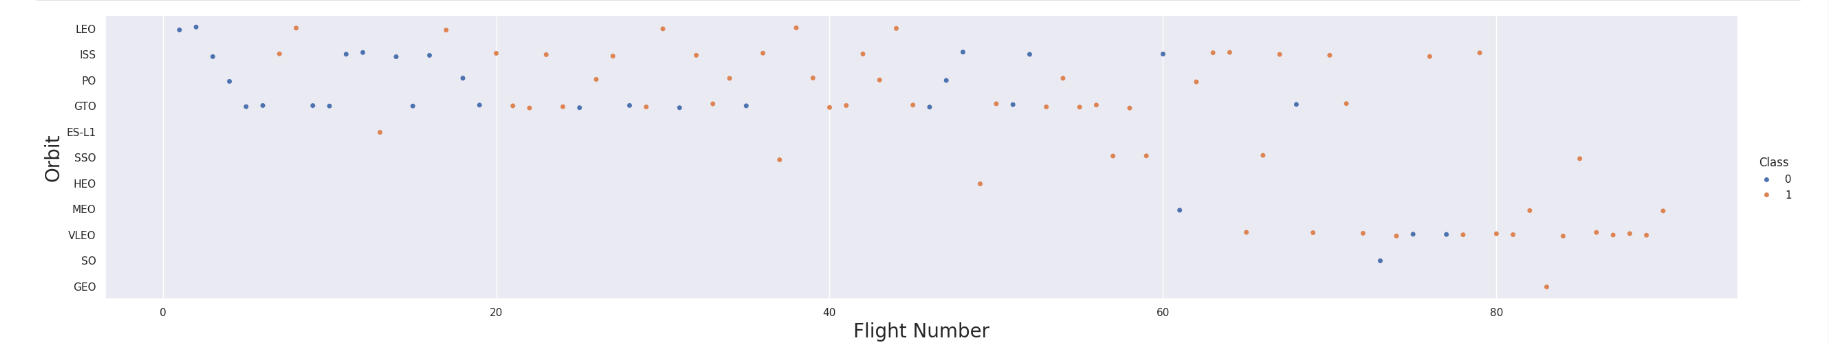 LEO
ISS
PO
GTO
ES-L1
SSO
HEO
MEO
VLEO
SO
GEO
Orbit
0 20 40 60 80
Flight Number
Class
0
1